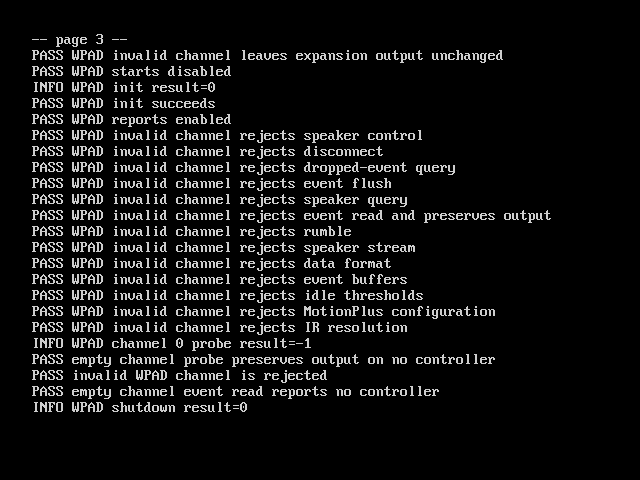 -- page 3 --
PASS WPAD invalid channel leaves expansion output unchanged
PASS WPAD starts disabled
INFO WPAD init result=0
PASS WPAD init succeeds
PASS WPAD reports enabled
PASS WPAD invalid channel rejects speaker control
PASS WPAD invalid channel rejects disconnect
PASS WPAD invalid channel rejects dropped-event query
PASS WPAD invalid channel rejects event flush
PASS WPAD invalid channel rejects speaker query
PASS WPAD invalid channel rejects event read and preserves output
PASS WPAD invalid channel rejects rumble
PASS WPAD invalid channel rejects speaker stream
PASS WPAD invalid channel rejects data format
PASS WPAD invalid channel rejects event buffers
PASS WPAD invalid channel rejects idle thresholds
PASS WPAD invalid channel rejects MotionPlus configuration
PASS WPAD invalid channel rejects IR resolution
INFO WPAD channel 0 probe result=-1
PASS empty channel probe preserves output on no controller
PASS invalid WPAD channel is rejected
PASS empty channel event read reports no controller
INFO WPAD shutdown result=0